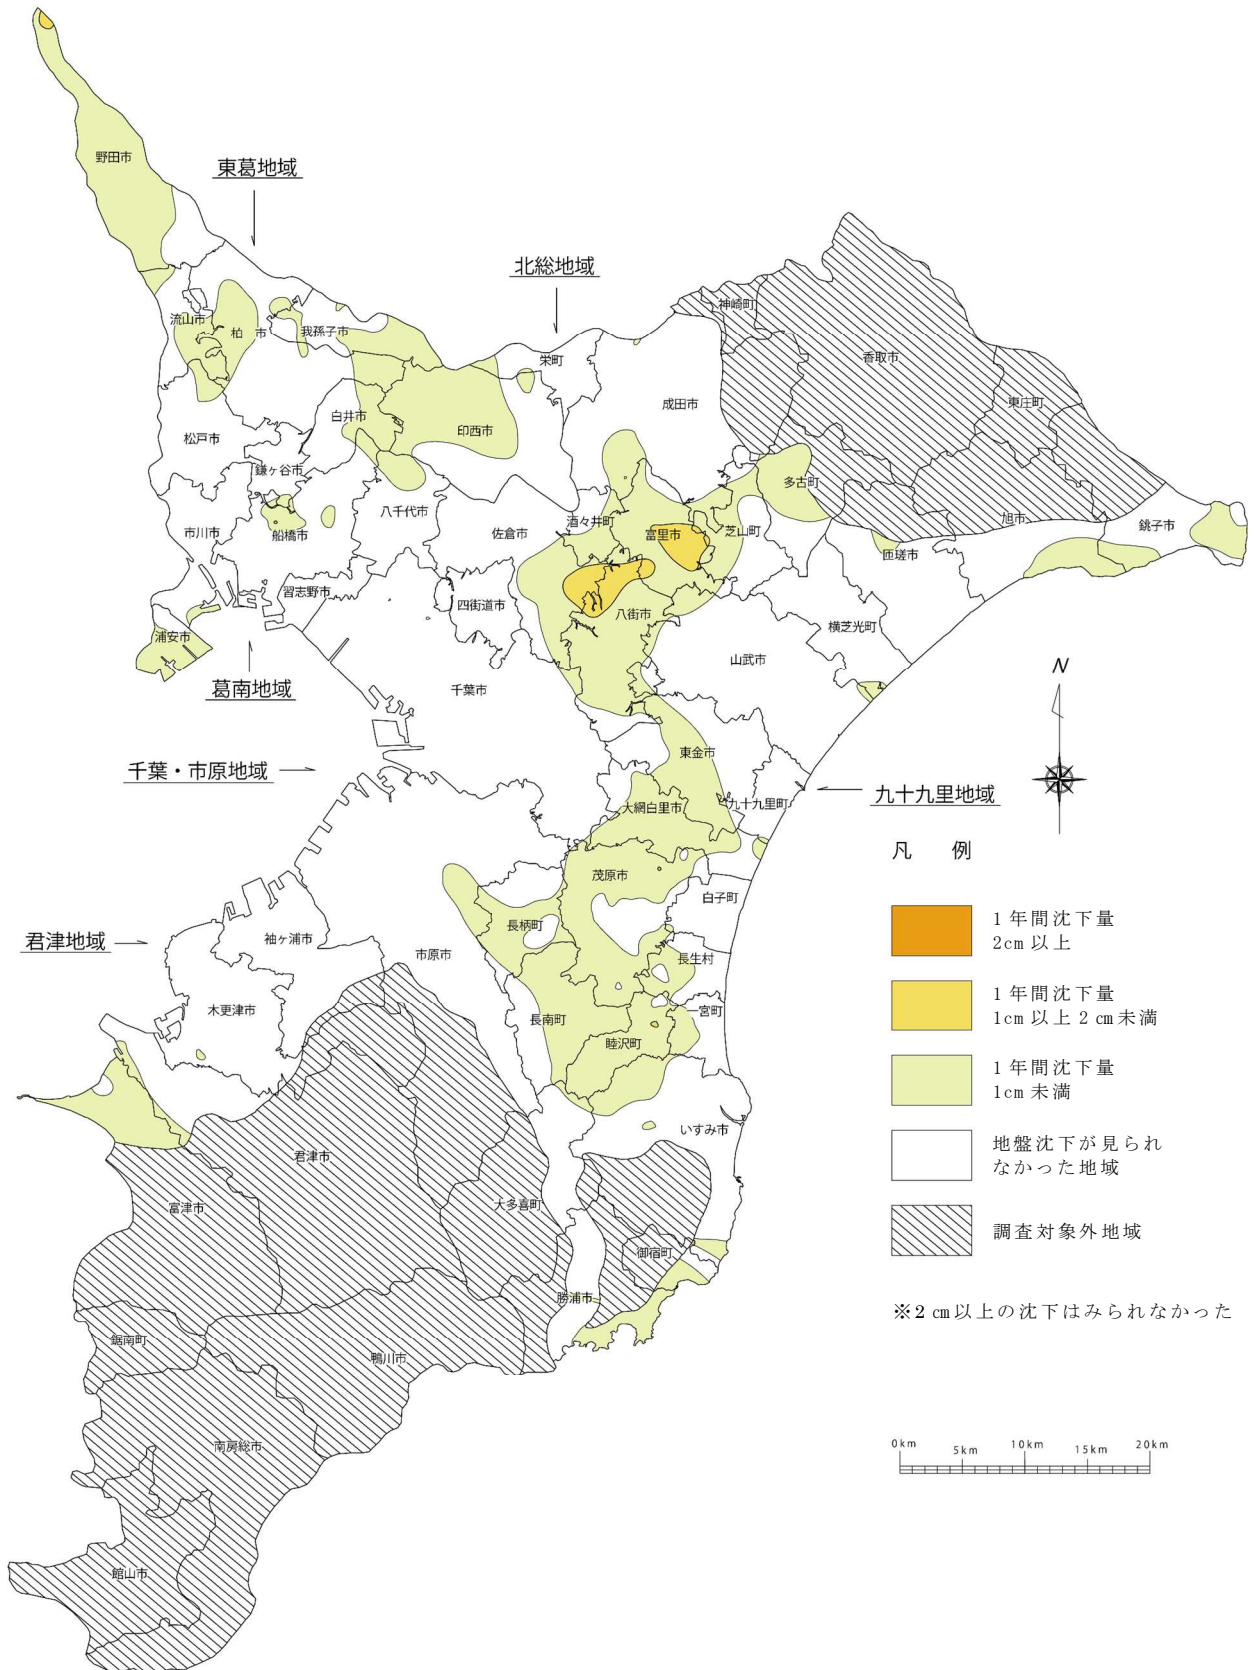 野田市
東葛地域
北総地域
神崎町
流山市
柏 市
我孫子市
栄町
香取市
成田市
東庄町
白井市
印西市
松戸市
鎌ヶ谷市
多古町
八千代市
酒々井町
旭市
銚子市
市川市
船橋市
佐倉市
富里市
芝山町
匝瑳市
習志野市
四街道市
八街市
横芝光町
浦安市
山武市
N
葛南地域
千葉市
東金市
千葉・市原地域
九十九里地域
大網白里市
九十九里町
凡 例
茂原市
白子町
1年間沈下量
2cm以上
長柄町
君津地域
袖ヶ浦市
市原市
長生村
1年間沈下量
1cm以上2cm未満
木更津市
長南町
一宮町
睦沢町
1年間沈下量
1cm未満
いすみ市
地盤沈下が見られ
なかった地域
君津市
富津市
大多喜町
調査対象外地域
御宿町
勝浦市
※2㎝以上の沈下はみられなかった
鋸南町
鴨川市
南房総市
0km 5km 10km 15km 20km
館山市